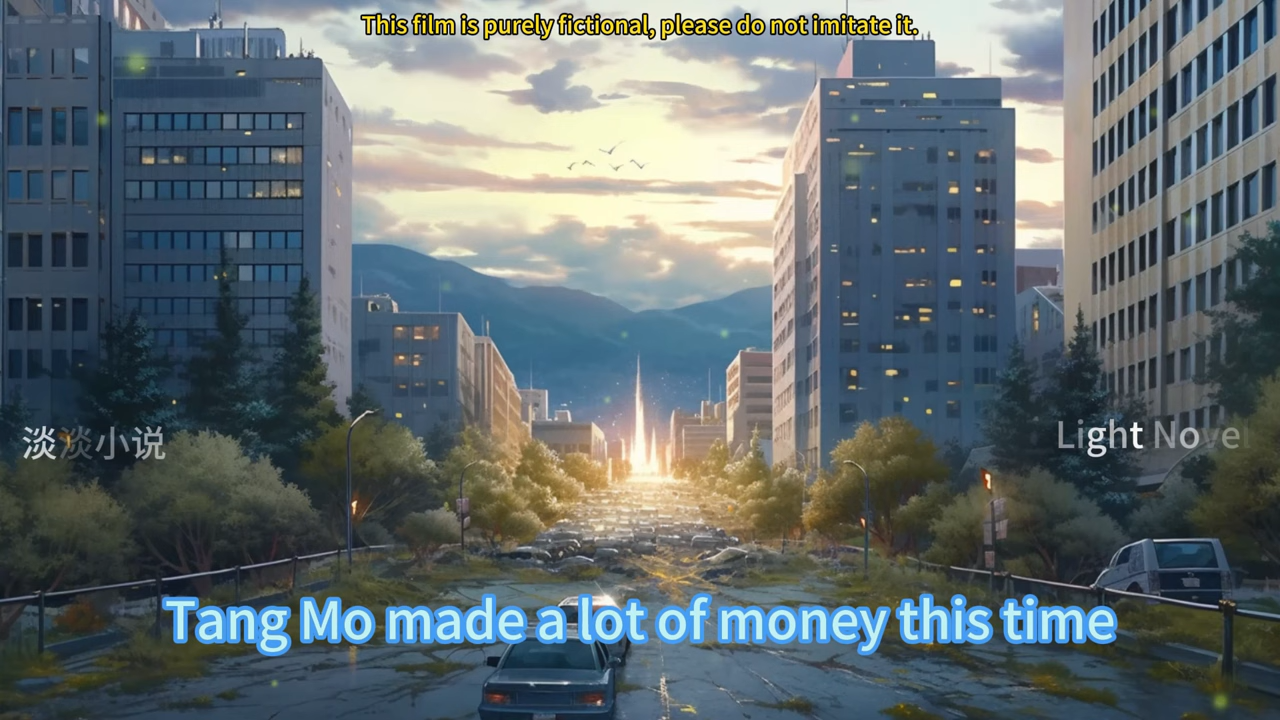 This film is purely fictional, please do not imitate it.
淡淡小说
Light Novel
Tang Mo made a lot of money this time